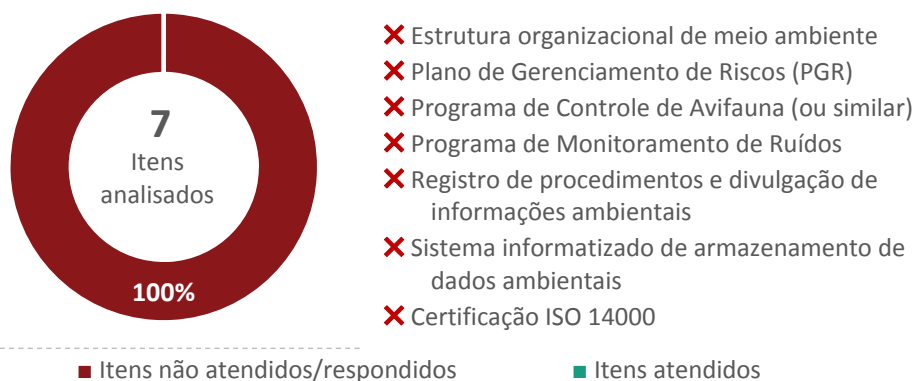 7
Itens
analisados
100%
Estrutura organizacional de meio ambiente
Plano de Gerenciamento de Riscos (PGR)
Programa de Controle de Avifauna (ou similar)
Programa de Monitoramento de Ruídos
Registro de procedimentos e divulgação de
informações ambientais
Sistema informatizado de armazenamento de
dados ambientais
Certificação ISO 14000
Itens não atendidos/respondidos
Itens atendidos